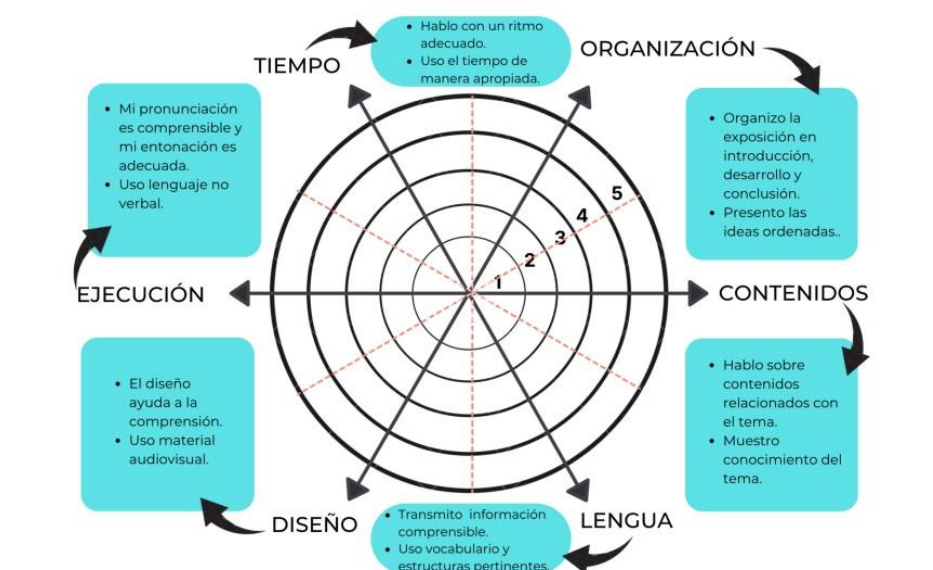 TIEMPO
• Hablo con un ritmo
adecuado.
• Uso el tiempo de
manera apropiada.
ORGANIZACIÓN
• Organizo la
exposición en
introducción,
desarrollo y
conclusión.
• Presento las
ideas ordenadas..
• Mi pronunciación
es comprensible y
mi entonación es
adecuada.
• Uso lenguaje no
verbal.
5
4
3
2
1
EJECUCIÓN
CONTENIDOS
• Hablo sobre
contenidos
relacionados con
el tema.
• Muestro
conocimiento del
tema.
• El diseño
ayuda a la
comprensión.
• Uso material
audiovisual.
DISEÑO
• Transmito información
comprensible.
• Uso vocabulario y
estructuras pertinentes.
LENGUA